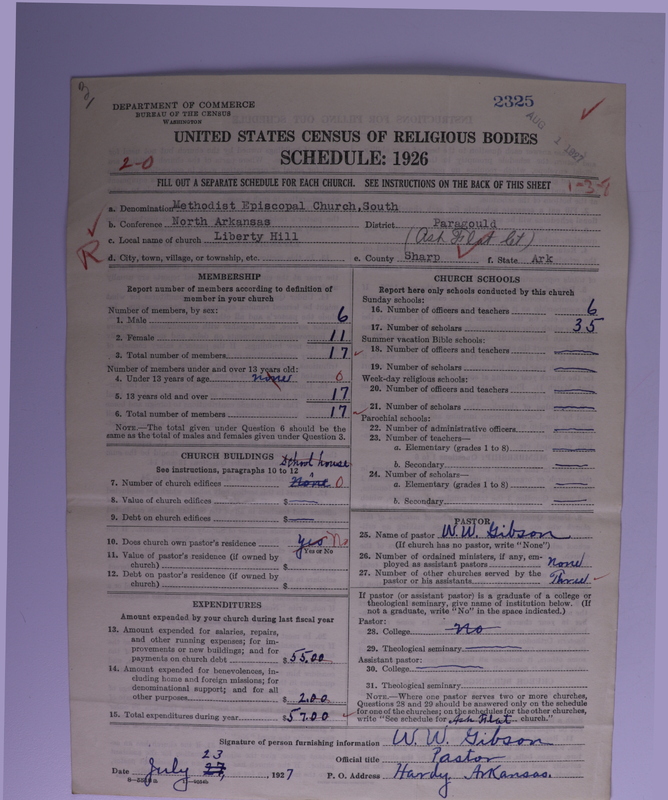 2325
DEPARTMENT OF COMMERCE
BUREAU OF THE CENSUS
WASHINGTON
AUG 1 1927
UNITED STATES CENSUS OF RELIGIOUS BODIES
SCHEDULE: 1926
2-0
FILL OUT A SEPARATE SCHEDULE FOR EACH CHURCH. SEE INSTRUCTIONS ON THE BACK OF THIS SHEET
1-3-9
a. Denomination Methodist Episcopal Church,South
b. Conference North Arkansas District Paragould
c. Local name of church Liberty Hill (Ash Flat
R
d. City, town, village, or township, etc. e. County Sharp f. State Ark
MEMBERSHIP
Report number of members according to definition of
member in your church
Number of members, by sex:
1. Male 6
2. Female 11
3. Total number of members 17
Number of members under and over 13 years old:
4. Under 13 years of age none 0
5. 13 years old and over 17
6. Total number of members 17
NOTE.—The total given under Question 6 should be the
same as the total of males and females given under Question 3.
CHURCH BUILDINGS School house
See instructions, paragraphs 10 to 12
7. Number of church edifices None 0
8. Value of church edifices $
9. Debt on church edifices $
10. Does church own pastor's residence yes No
Yes or No
11. Value of pastor's residence (if owned by
church) $
12. Debt on pastor's residence (if owned by
church) $
EXPENDITURES
Amount expended by your church during last fiscal year
13. Amount expended for salaries, repairs,
and other running expenses; for im-
provements or new buildings; and for
payments on church debt $55.00
14. Amount expended for benevolences, in-
cluding home and foreign missions; for
denominational support; and for all
other purposes $2.00
15. Total expenditures during year $57.00
CHURCH SCHOOLS
Report here only schools conducted by this church
Sunday schools:
16. Number of officers and teachers 6
17. Number of scholars 35
Summer vacation Bible schools:
18. Number of officers and teachers
19. Number of scholars
Week-day religious schools:
20. Number of officers and teachers
21. Number of scholars
Parochial schools:
22. Number of administrative officers
23. Number of teachers—
a. Elementary (grades 1 to 8)
b. Secondary
24. Number of scholars—
a. Elementary (grades 1 to 8)
b. Secondary
PASTOR
25. Name of pastor W.W. Gibson
(If church has no pastor, write "None")
26. Number of ordained ministers, if any, em-
ployed as assistant pastors none
27. Number of other churches served by the
pastor or his assistants Three
If pastor (or assistant pastor) is a graduate of a college or
theological seminary, give name of institution below. (If
not a graduate, write "No" in the space indicated.)
Pastor:
28. College No
29. Theological seminary
Assistant pastor:
30. College
31. Theological seminary
NOTE.—Where one pastor serves two or more churches,
Questions 28 and 29 should be answered only on the schedule
for one of the churches; on the schedules for the other churches,
write "See schedule for Ash Flat church."
Signature of person furnishing information W. W. Gibson
Official title Pastor
Date July 23 27, 1927 P. O. Address Hardy Arkansas.